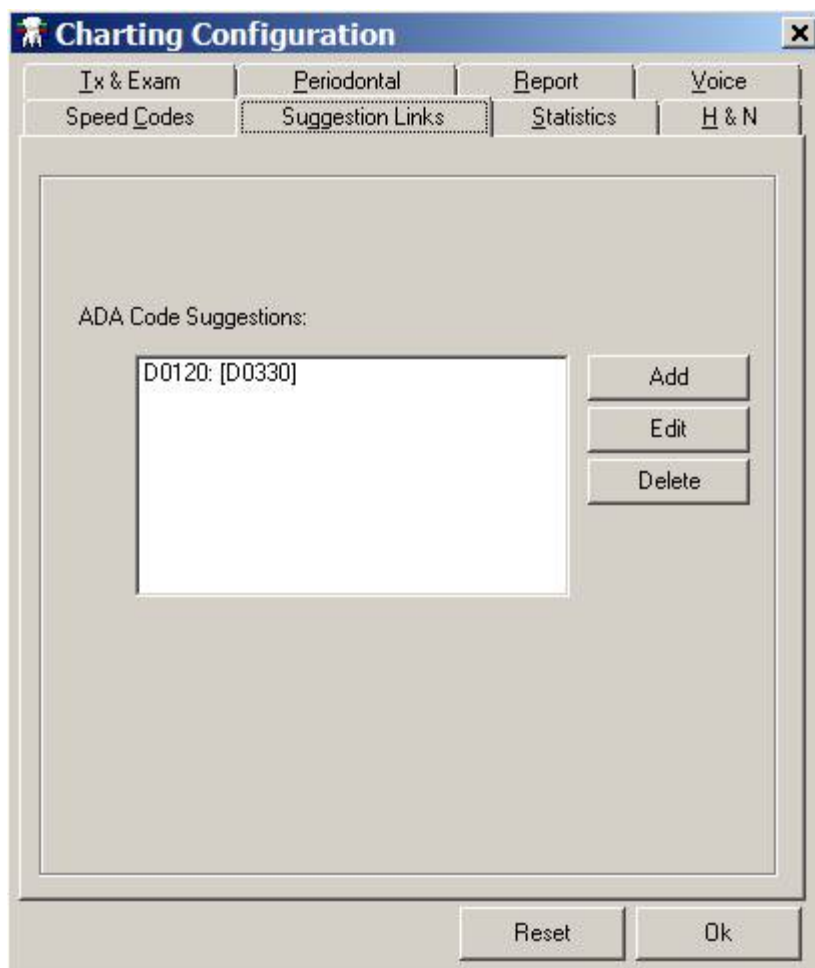 Charting Configuration
Tx & Exam Periodontal Report Voice
Speed Codes Suggestion Links Statistics H & N
ADA Code Suggestions:
D0120: [D0330]
Add
Edit
Delete
Reset Ok